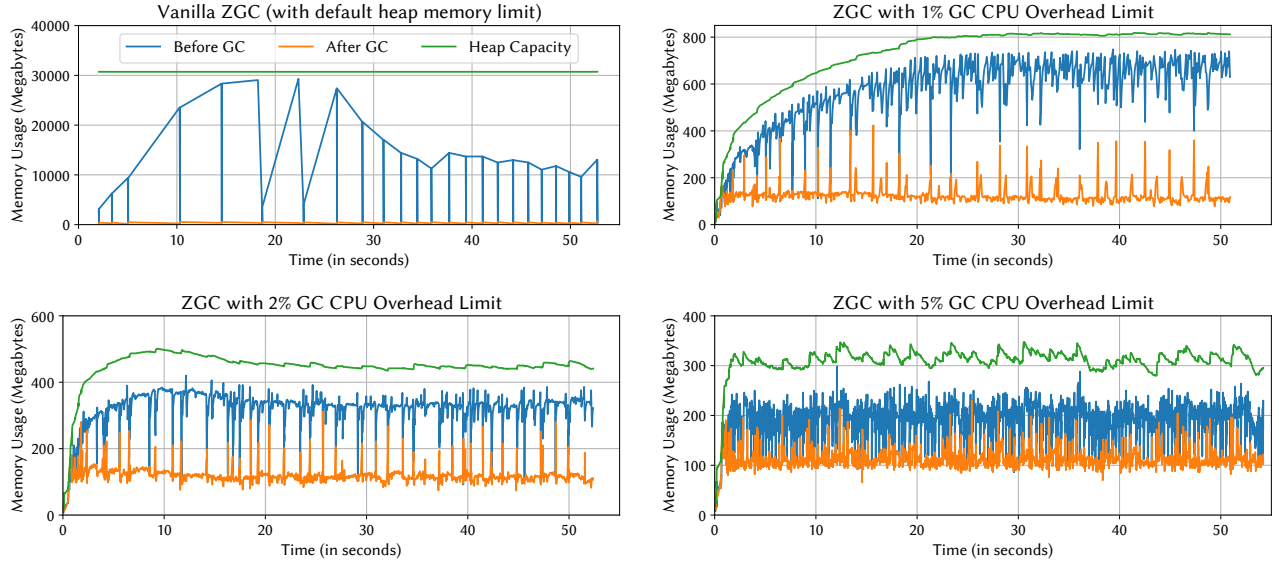 Vanilla ZGC (with default heap memory limit)
Memory Usage (Megabytes)
40000
30000
20000
10000
0
Before GC
After GC
Heap Capacity
0
10
20
30
40
50
Time (in seconds)
ZGC with 1% GC CPU Overhead Limit
Memory Usage (Megabytes)
800
600
400
200
0
0
10
20
30
40
50
Time (in seconds)
ZGC with 2% GC CPU Overhead Limit
Memory Usage (Megabytes)
600
400
200
0
0
10
20
30
40
50
Time (in seconds)
ZGC with 5% GC CPU Overhead Limit
Memory Usage (Megabytes)
400
300
200
100
0
0
10
20
30
40
50
Time (in seconds)